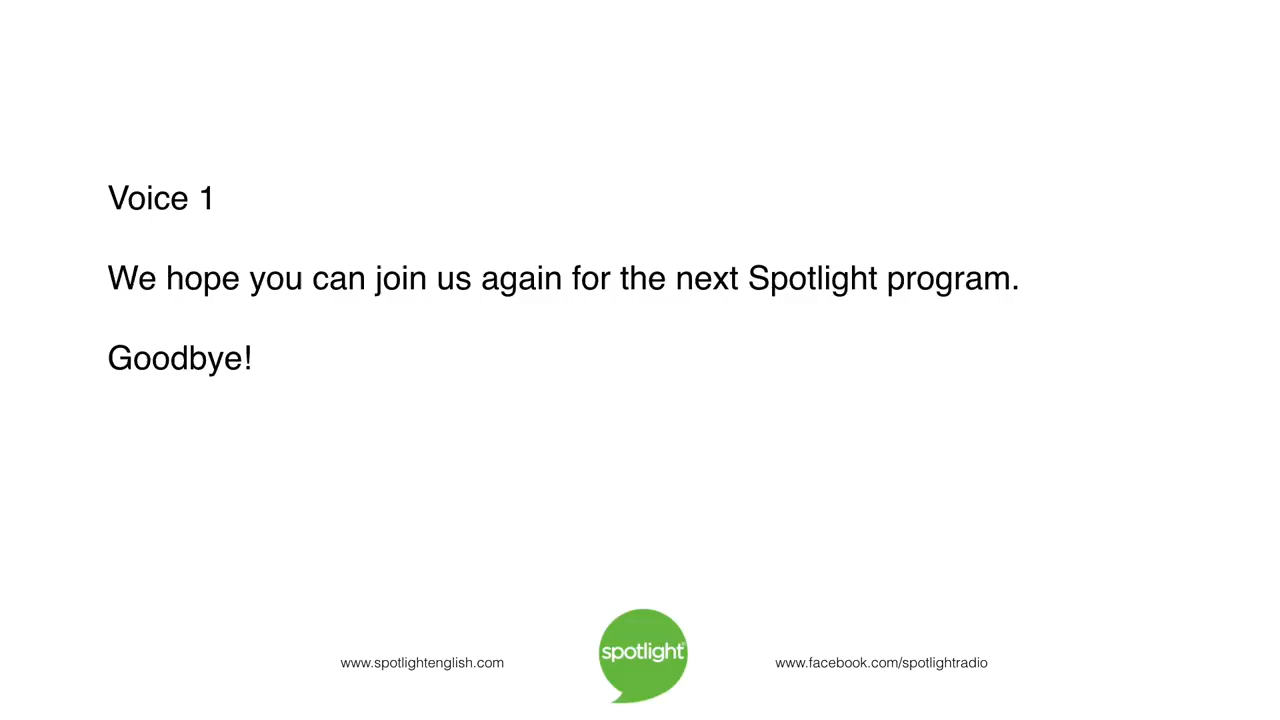 Voice 1
We hope you can join us again for the next Spotlight program.
Goodbye!
www.spotlightenglish.com
spotlight
www.facebook.com/spotlightradio